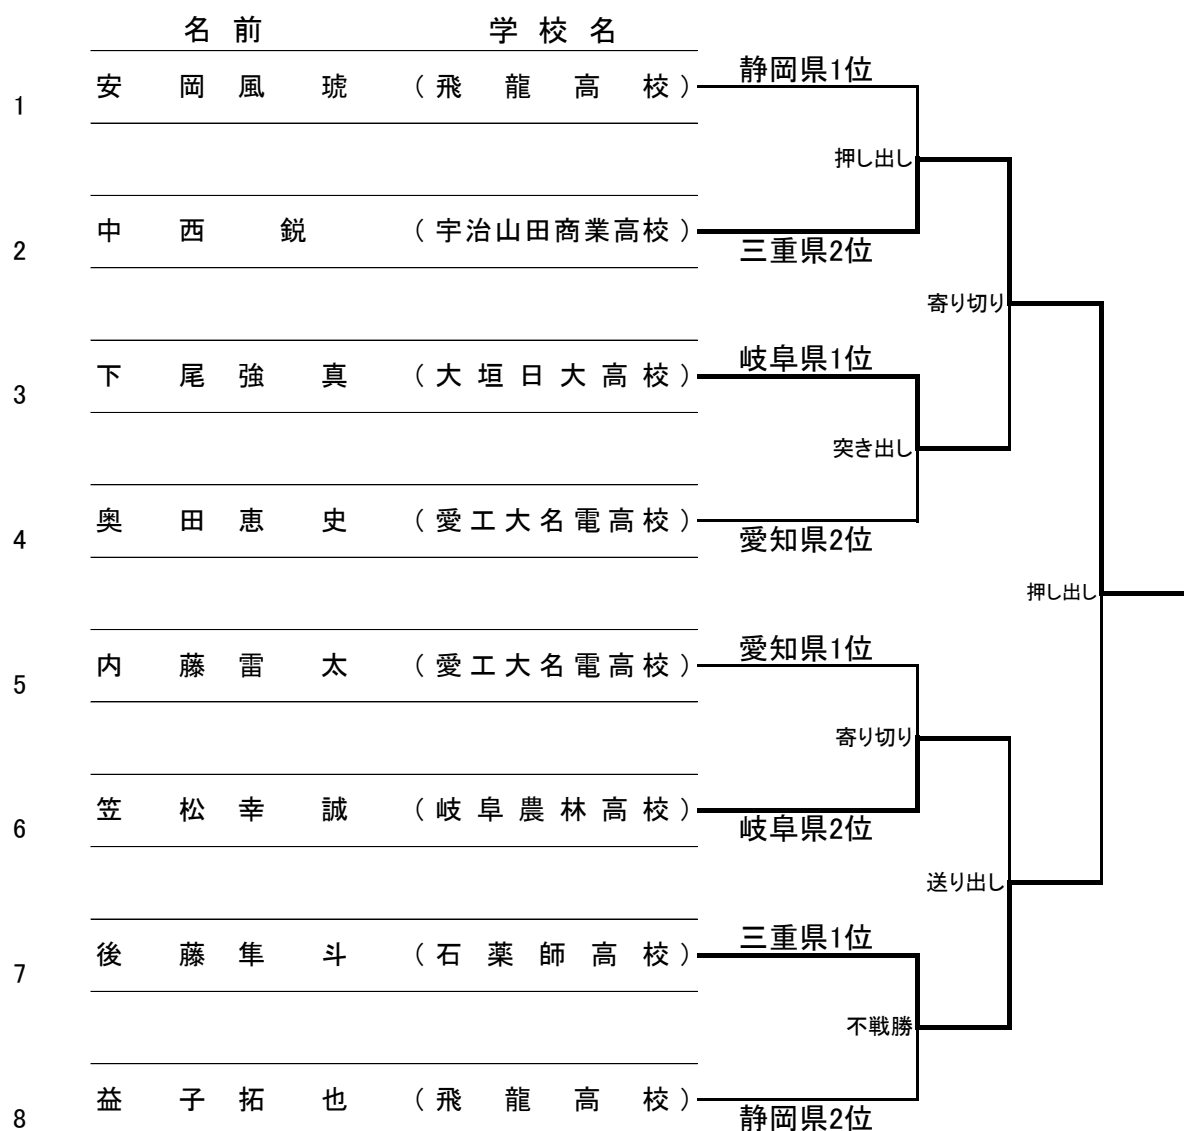 名前 学校名
静岡県1位
1 安岡風琥 (飛龍高校)
押し出し
2 中西鋭 (宇治山田商業高校)
三重県2位
寄り切り
岐阜県1位
3 下尾強真 (大垣日大高校)
突き出し
4 奥田恵史 (愛工大名電高校)
愛知県2位
押し出し
愛知県1位
5 内藤雷太 (愛工大名電高校)
寄り切り
6 笠松幸誠 (岐阜農林高校)
岐阜県2位
送り出し
三重県1位
7 後藤隼斗 (石薬師高校)
不戦勝
8 益子拓也 (飛龍高校)
静岡県2位